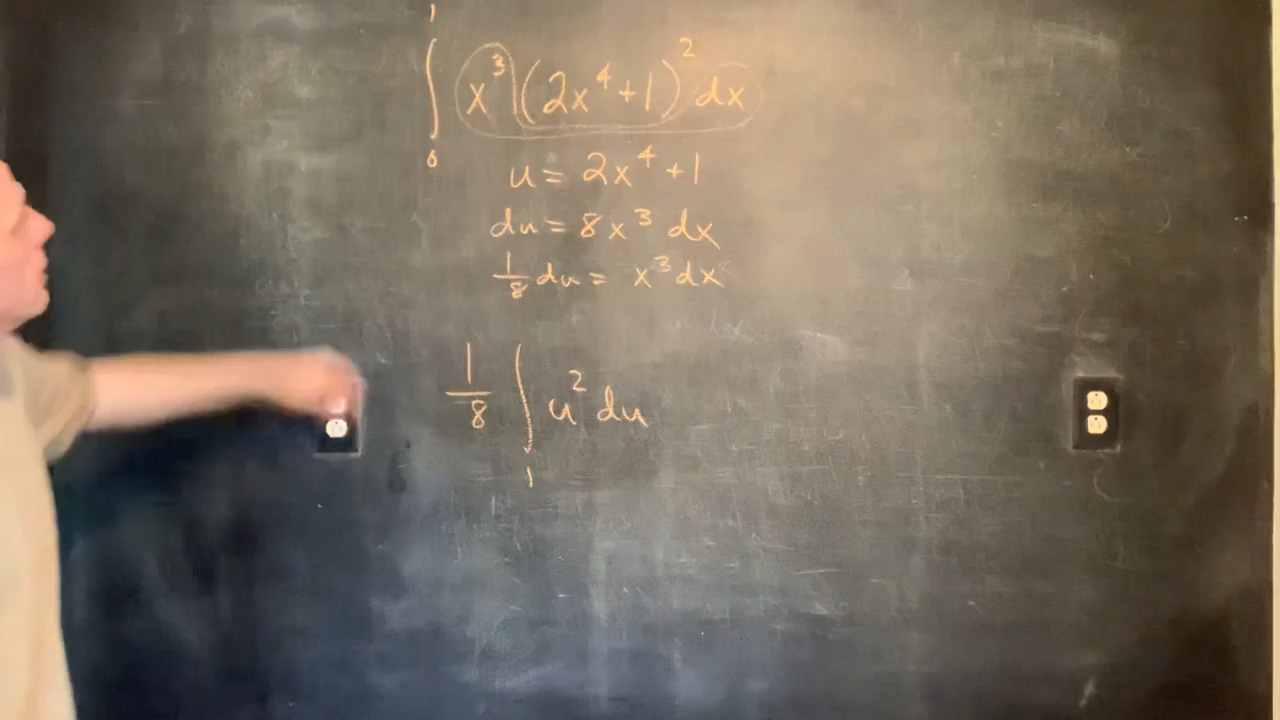 1
∫ x³ (2x⁴+1)² dx
0
u = 2x⁴+1
du = 8x³ dx
1/8 du = x³ dx
1/8 ∫ u² du
1